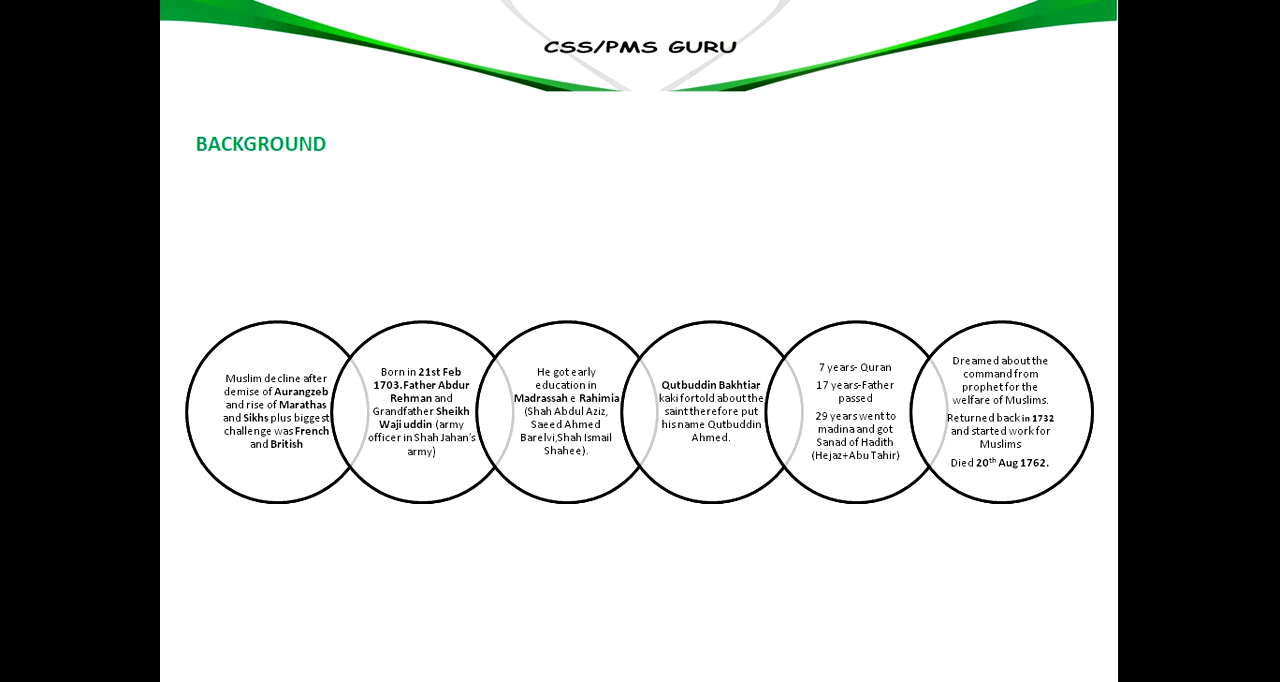 CSS/PMS GURU
BACKGROUND
Muslim decline after
demise of Aurangzeb
and rise of Marathas
and Sikhs plus biggest
challenge was French
and British
Born in 21st Feb
1703.Father Abdur
Rehman and
Grandfather Sheikh
Waji uddin (army
officer in Shah Jahan's
army)
He got early
education in
Madrassah e Rahimia
(Shah Abdul Aziz,
Saeed Ahmed
Barelvi,Shah Ismail
Shahee).
Qutbuddin Bakhtiar
kaki fortold about the
saint therefore put
his name Qutbuddin
Ahmed.
7 years- Quran
17 years-Father
passed
29 years went to
madina and got
Sanad of Hadith
(Hejaz+Abu Tahir)
Dreamed about the
command from
prophet for the
welfare of Muslims.
Returned back in 1732
and started work for
Muslims
Died 20th Aug 1762.